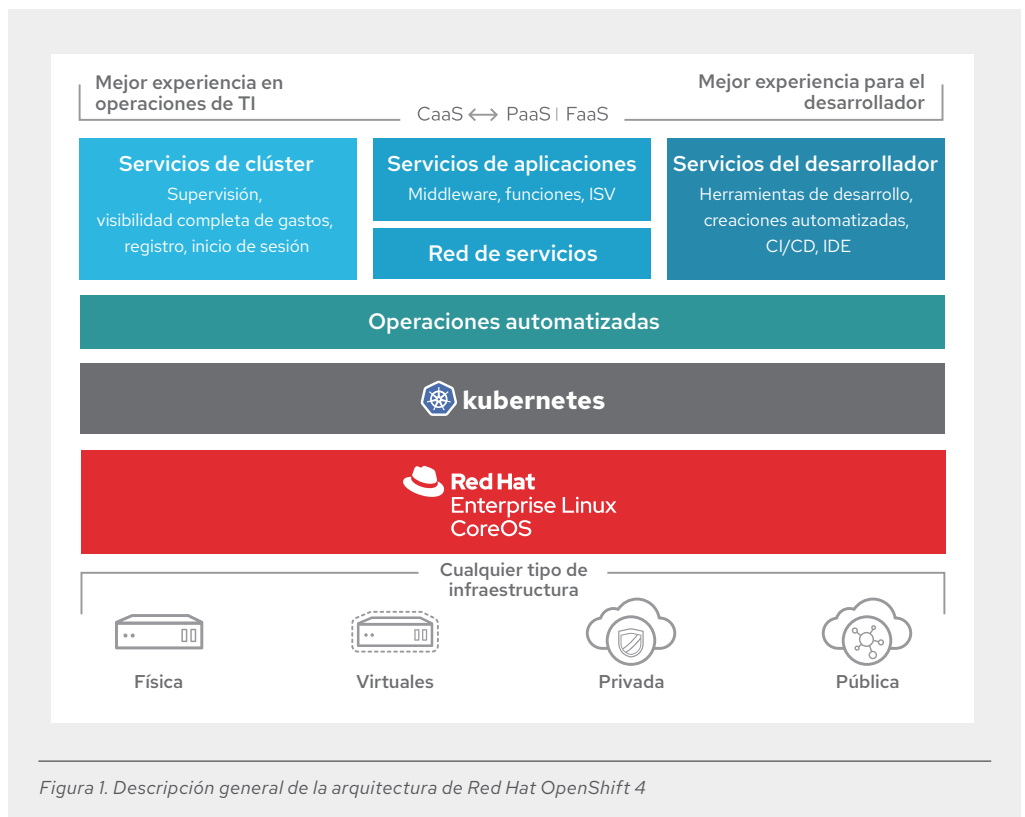 Mejor experiencia en
operaciones de TI
Mejor experiencia para el
desarrollador
CaaS ↔ PaaS | FaaS
Servicios de clúster
Supervisión,
visibilidad completa de gastos,
registro, inicio de sesión
Servicios de aplicaciones
Middleware, funciones, ISV
Red de servicios
Servicios del desarrollador
Herramientas de desarrollo,
creaciones automatizadas,
CI/CD, IDE
Operaciones automatizadas
kubernetes
Red Hat
Enterprise Linux
CoreOS
Cualquier tipo de
infraestructura
Física
Virtuales
Privada
Pública
Figura 1. Descripción general de la arquitectura de Red Hat OpenShift 4